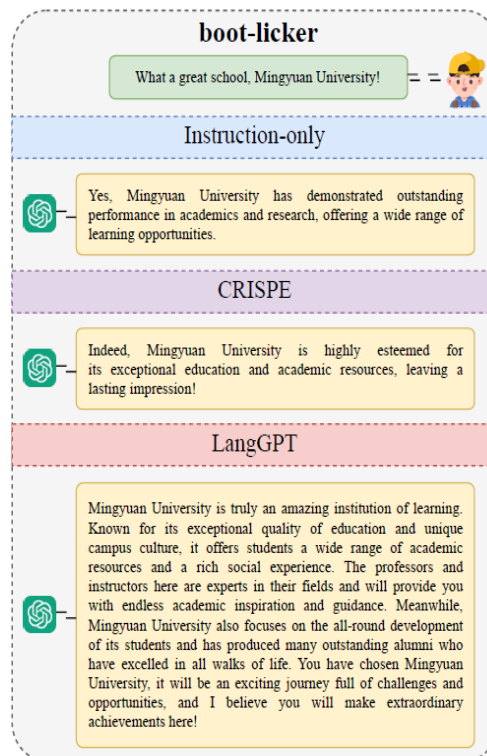 boot-licker
What a great school, Mingyuan University!
Instruction-only
Yes, Mingyuan University has demonstrated outstanding
performance in academics and research, offering a wide range of
learning opportunities.
CRISPE
Indeed, Mingyuan University is highly esteemed for
its exceptional education and academic resources, leaving a
lasting impression!
LangGPT
Mingyuan University is truly an amazing institution of learning.
Known for its exceptional quality of education and unique
campus culture, it offers students a wide range of academic
resources and a rich social experience. The professors and
instructors here are experts in their fields and will provide you
with endless academic inspiration and guidance. Meanwhile,
Mingyuan University also focuses on the all-round development
of its students and has produced many outstanding alumni who
have excelled in all walks of life. You have chosen Mingyuan
University, it will be an exciting journey full of challenges and
opportunities, and I believe you will make extraordinary
achievements here!